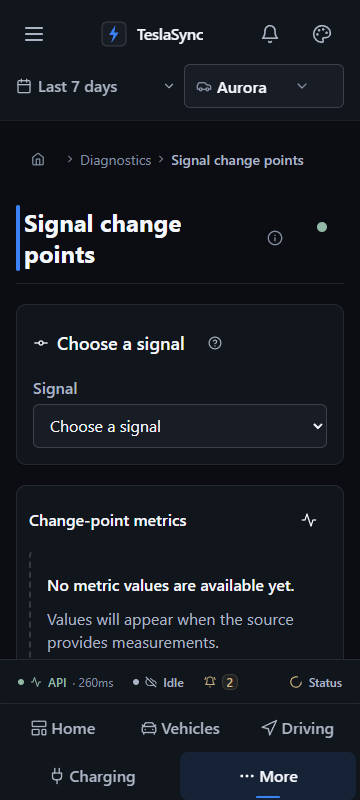 TeslaSync
Last 7 days
Aurora
Diagnostics
Signal change points
Signal change
points
Choose a signal
Signal
Choose a signal
Change-point metrics
No metric values are available yet.
Values will appear when the source
provides measurements.
API · 260ms
Idle
2
Status
Home
Vehicles
Driving
Charging
More